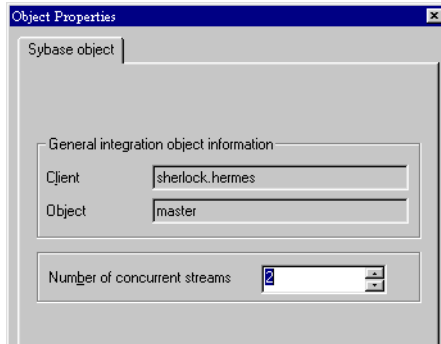 Object Properties
Sybase object
General integration object information
Client sherlock.hermes
Object master
Number of concurrent streams 2